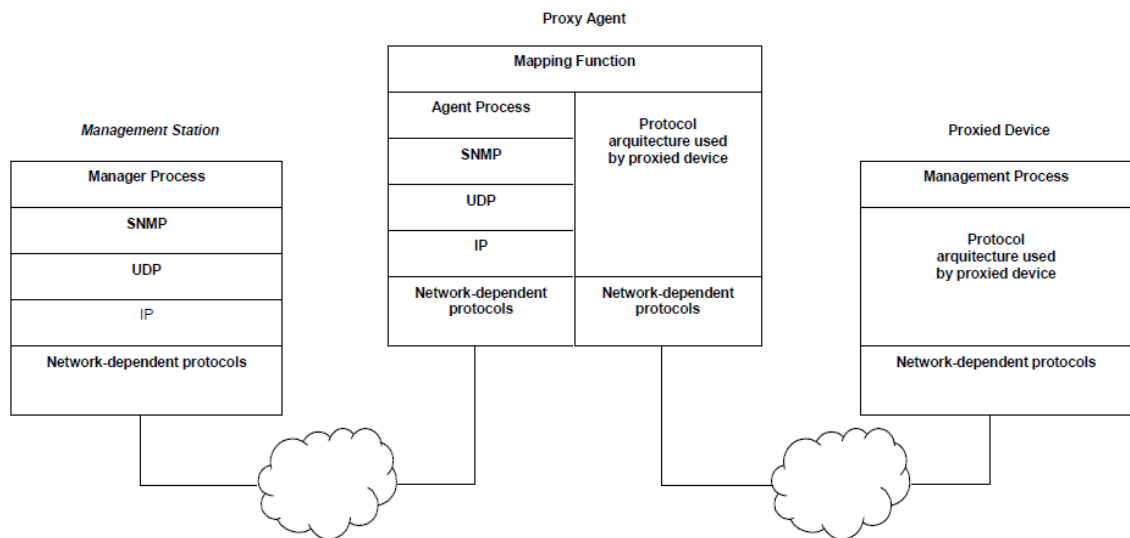 Proxy Agent
Mapping Function
Agent Process
SNMP
UDP
IP
Network-dependent
protocols
Protocol
arquitecture used
by proxied device
Network-dependent
protocols
Management Station
Manager Process
SNMP
UDP
IP
Network-dependent protocols
Proxied Device
Management Process
Protocol
arquitecture used
by proxied device
Network-dependent protocols